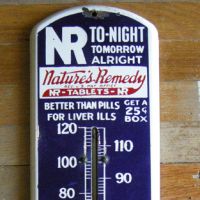 NR TO-NIGHT
TOMORROW
ALRIGHT
Nature's Remedy
NR - TABLETS - NR
BETTER THAN PILLS
FOR LIVER ILLS
GET A
25¢
BOX
120
110
100
90
80